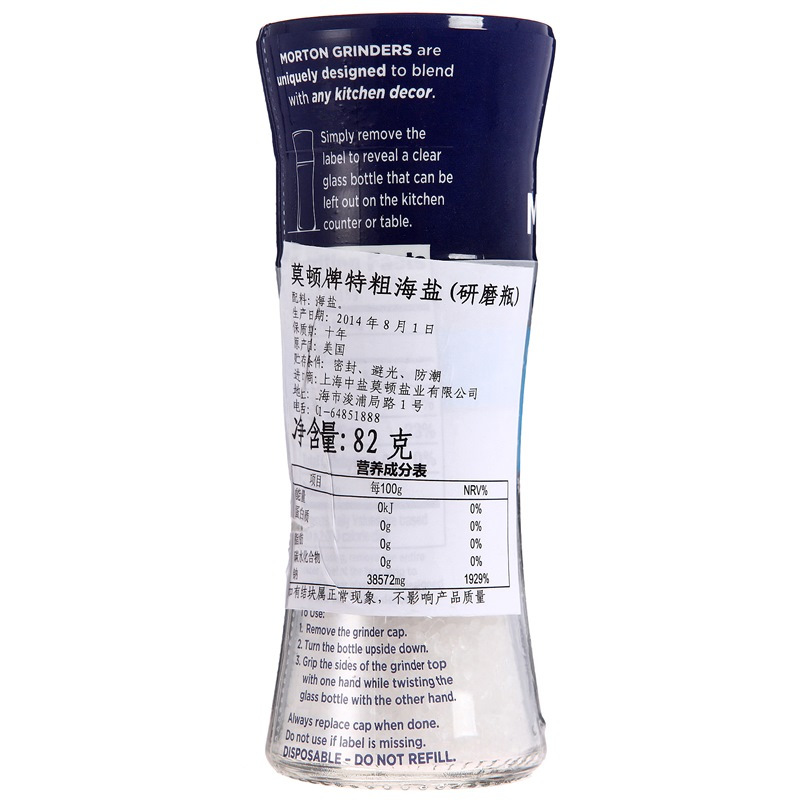 MORTON GRINDERS are
uniquely designed to blend
with any kitchen decor.
Simply remove the
label to reveal a clear
glass bottle that can be
left out on the kitchen
counter or table.
M
莫顿牌特粗海盐(研磨瓶)
配料: 海盐。
生产日期: 2014年8月1日
保质期: 十年
原产国: 美国
贮存条件: 密封、避光、防潮
进口商: 上海中盐莫顿盐业有限公司
地址: 上海市浚浦局路1号
电话: 021-64851888
净含量: 82克
营养成分表
项目 每100g NRV%
能量 0kJ 0%
蛋白质 0g 0%
脂肪 0g 0%
碳水化合物 0g 0%
钠 38572mg 1929%
有结块属正常现象，不影响产品质量
To Use:
1. Remove the grinder cap.
2. Turn the bottle upside down.
3. Grip the sides of the grinder top
with one hand while twisting the
glass bottle with the other hand.
Always replace cap when done.
Do not use if label is missing.
DISPOSABLE - DO NOT REFILL.